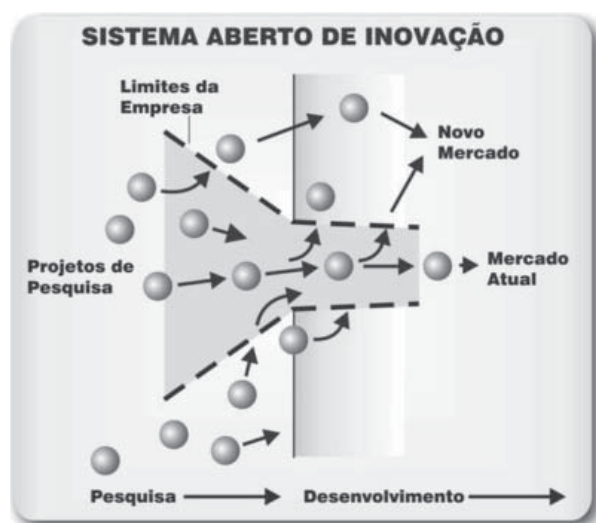 SISTEMA ABERTO DE INOVAÇÃO
Limites da
Empresa
Novo
Mercado
Projetos de
Pesquisa
Mercado
Atual
Pesquisa
Desenvolvimento